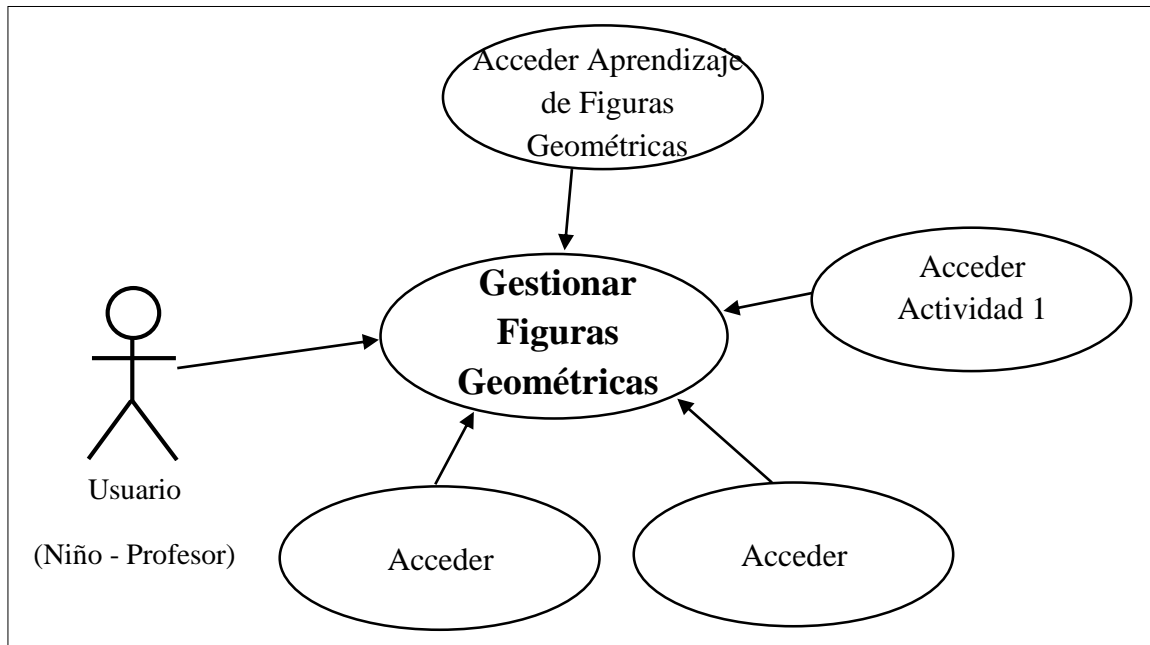 Acceder Aprendizaje
de Figuras
Geométricas
Gestionar
Figuras
Geométricas
Acceder
Actividad 1
Usuario
(Niño - Profesor)
Acceder
Acceder